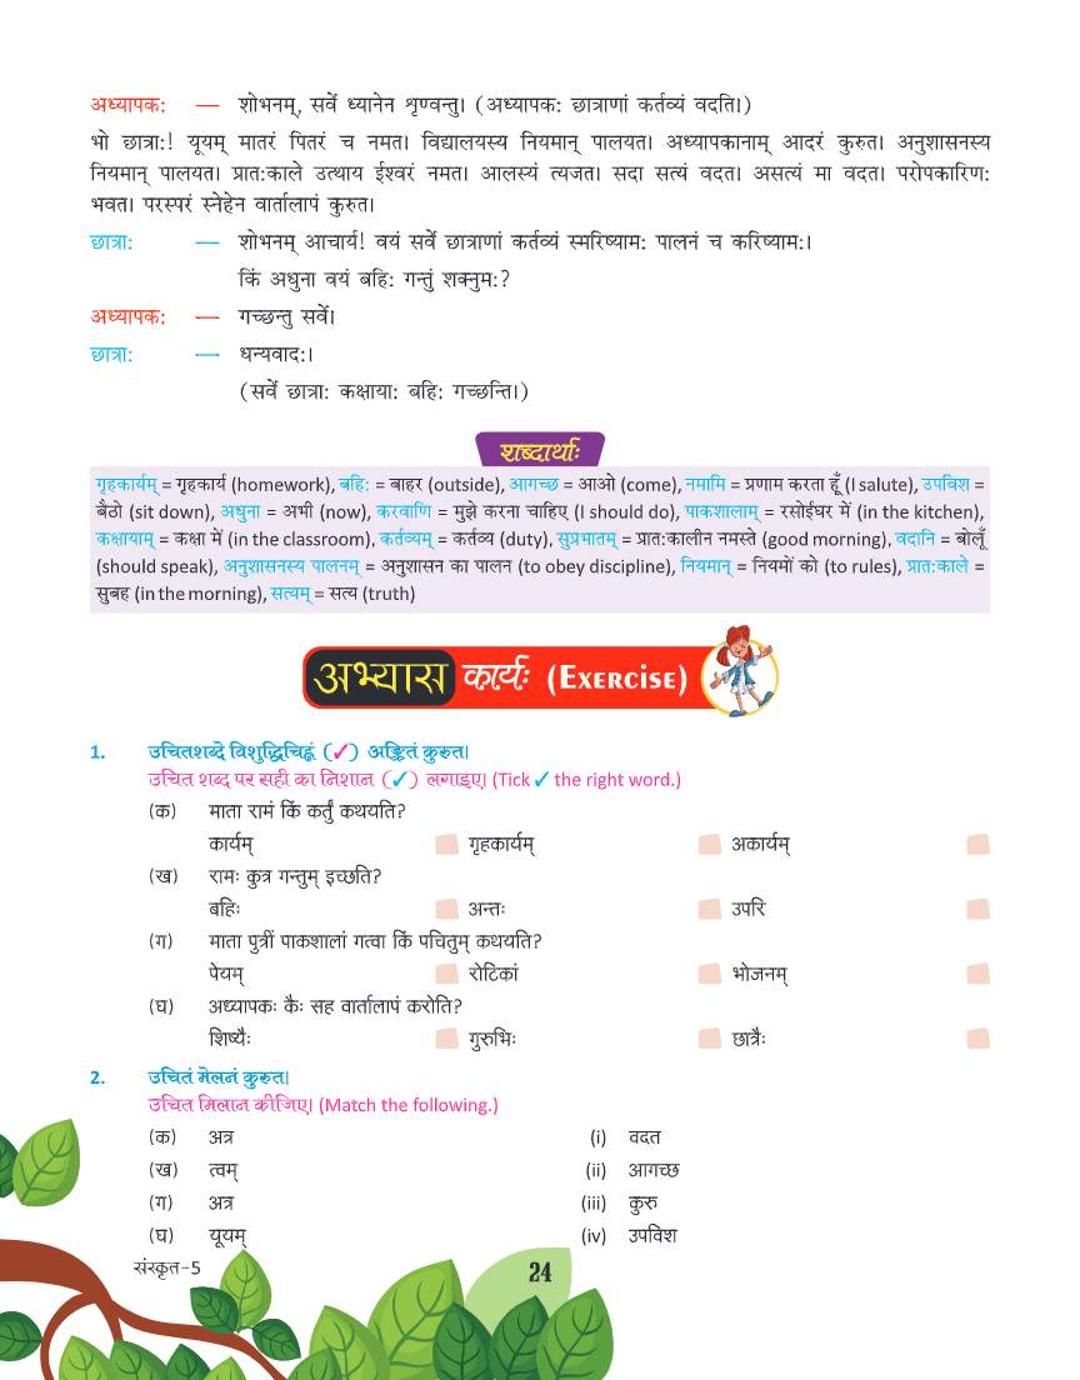 अध्यापक: — शोभनम्, सर्वे ध्यानेन शृण्वन्तु। (अध्यापक: छात्राणां कर्तव्यं वदति।)
भो छात्रा:! यूयम् मातरं पितरं च नमत। विद्यालयस्य नियमान् पालयत। अध्यापकानाम् आदरं कुरुत। अनुशासनस्य
नियमान् पालयत। प्रात:काले उत्थाय ईश्वरं नमत। आलस्यं त्यजत। सदा सत्यं वदत। असत्यं मा वदत। परोपकारिण:
भवत। परस्परं स्नेहेन वार्तालापं कुरुत।
छात्रा: — शोभनम् आचार्य! वयं सर्वे छात्राणां कर्तव्यं स्मरिष्याम: पालनं च करिष्याम:।
किं अधुना वयं बहि: गन्तुं शक्नुम:?
अध्यापक: — गच्छन्तु सर्वे।
छात्रा: — धन्यवाद:।
(सर्वे छात्रा: कक्षाया: बहि: गच्छन्ति।)
शब्दार्थाः
गृहकार्यम् = गृहकार्य (homework), बहि: = बाहर (outside), आगच्छ = आओ (come), नमामि = प्रणाम करता हूँ (I salute), उपविश =
बैठो (sit down), अधुना = अभी (now), करवाणि = मुझे करना चाहिए (I should do), पाकशालाम् = रसोईघर में (in the kitchen),
कक्षायाम् = कक्षा में (in the classroom), कर्तव्यम् = कर्तव्य (duty), सुप्रभातम् = प्रात:कालीन नमस्ते (good morning), वदानि = बोलूँ
(should speak), अनुशासनस्य पालनम् = अनुशासन का पालन (to obey discipline), नियमान् = नियमों को (to rules), प्रात:काले =
सुबह (in the morning), सत्यम् = सत्य (truth)
अभ्यास कार्यः (EXERCISE)
1. उचितशब्दे विशुद्धिचिह्नं (✓) अङ्कितं कुरुत।
उचित शब्द पर सही का निशान (✓) लगाइए। (Tick ✓ the right word.)
(क) माता रामं किं कर्तुं कथयति?
कार्यम् गृहकार्यम् अकार्यम्
(ख) रामः कुत्र गन्तुम् इच्छति?
बहिः अन्तः उपरि
(ग) माता पुत्रीं पाकशालां गत्वा किं पचितुम् कथयति?
पेयम् रोटिकां भोजनम्
(घ) अध्यापकः कैः सह वार्तालापं करोति?
शिष्यैः गुरुभिः छात्रैः
2. उचितं मेलनं कुरुत।
उचित मिलान कीजिए। (Match the following.)
(क) अत्र (i) वदत
(ख) त्वम् (ii) आगच्छ
(ग) अत्र (iii) कुरु
(घ) यूयम् (iv) उपविश
संस्कृत-5
24